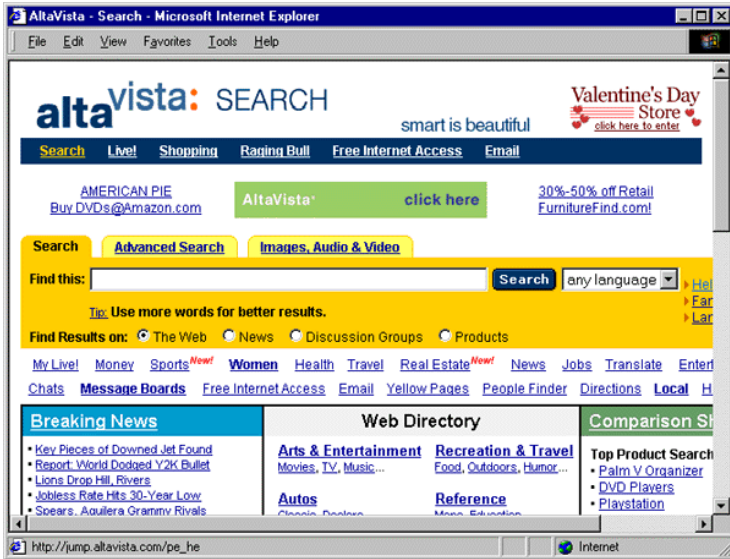 AltaVista - Search - Microsoft Internet Explorer
File Edit View Favorites Tools Help
altavista: SEARCH
smart is beautiful
Valentine's Day
Store
click here to enter
Search Live! Shopping Raging Bull Free Internet Access Email
AMERICAN PIE
Buy DVDs@Amazon.com
AltaVista click here
30%-50% off Retail
FurnitureFind.com!
Search Advanced Search Images, Audio & Video
Find this: Search any language
Tip: Use more words for better results.
Find Results on: The Web News Discussion Groups Products
My Live! Money Sports New! Women Health Travel Real Estate New! News Jobs Translate
Chats Message Boards Free Internet Access Email Yellow Pages People Finder Directions Local
Breaking News
• Key Pieces of Downed Jet Found
• Report: World Dodged Y2K Bullet
• Lions Drop Hill, Rivers
• Jobless Rate Hits 30-Year Low
• Spears, Aguilera Grammy Rivals
Web Directory
Arts & Entertainment
Movies, TV, Music...
Autos
Recreation & Travel
Food, Outdoors, Humor...
Reference
Comparison
Top Product Search
• Palm V Organizer
• DVD Players
• Playstation
http://jump.altavista.com/pe_he
Internet